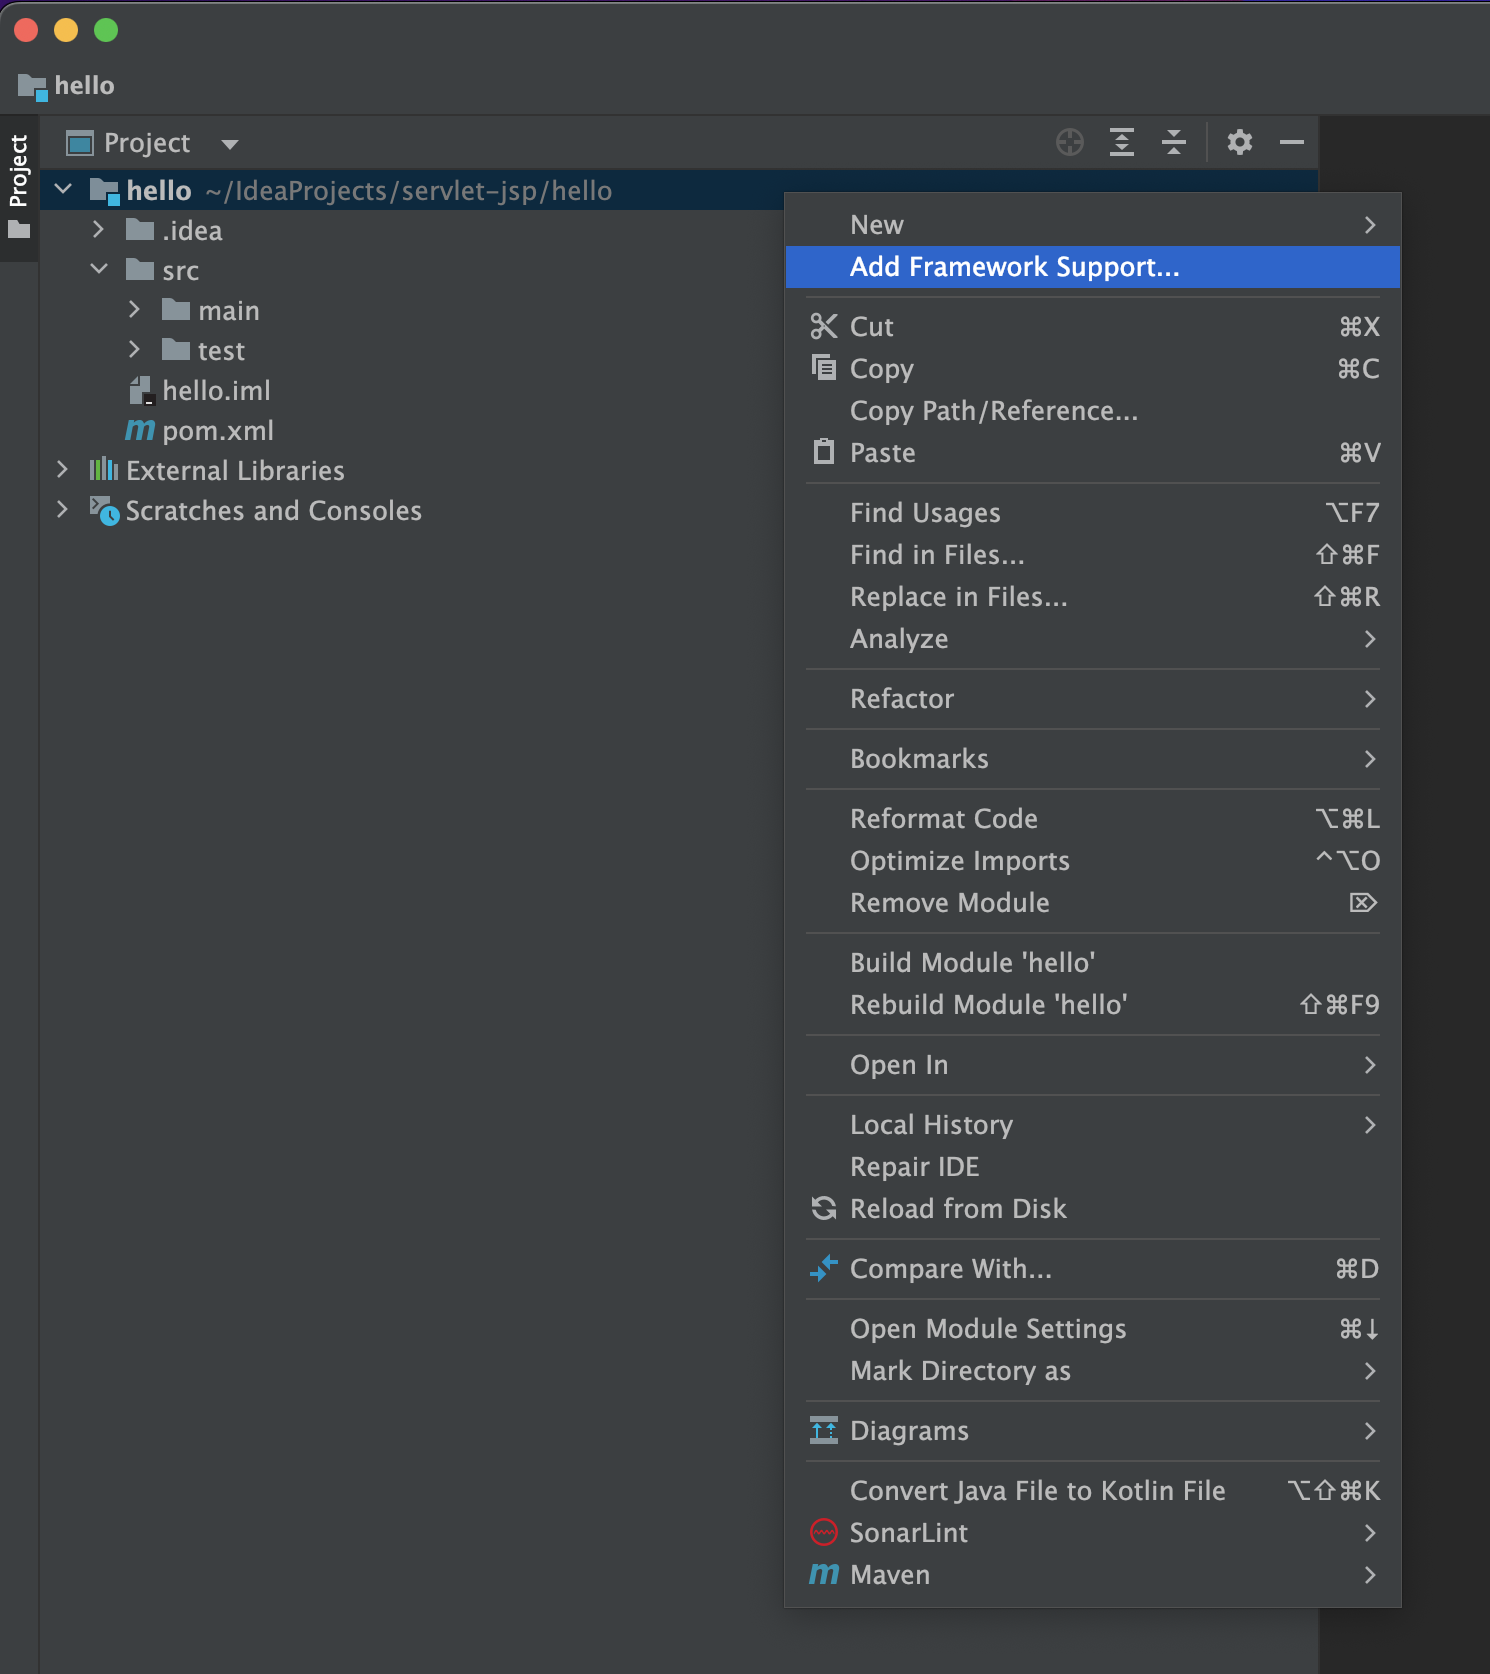 hello
Project
Project
hello ~/IdeaProjects/servlet-jsp/hello
.idea
src
main
test
hello.iml
m pom.xml
External Libraries
Scratches and Consoles
New
Add Framework Support...
Cut ⌘X
Copy ⌘C
Copy Path/Reference...
Paste ⌘V
Find Usages ⌥F7
Find in Files... ⇧⌘F
Replace in Files... ⇧⌘R
Analyze
Refactor
Bookmarks
Reformat Code ⌥⌘L
Optimize Imports ^⌥O
Remove Module ⌦
Build Module 'hello'
Rebuild Module 'hello' ⇧⌘F9
Open In
Local History
Repair IDE
Reload from Disk
Compare With... ⌘D
Open Module Settings ⌘↓
Mark Directory as
Diagrams
Convert Java File to Kotlin File ⌥⇧⌘K
SonarLint
m Maven